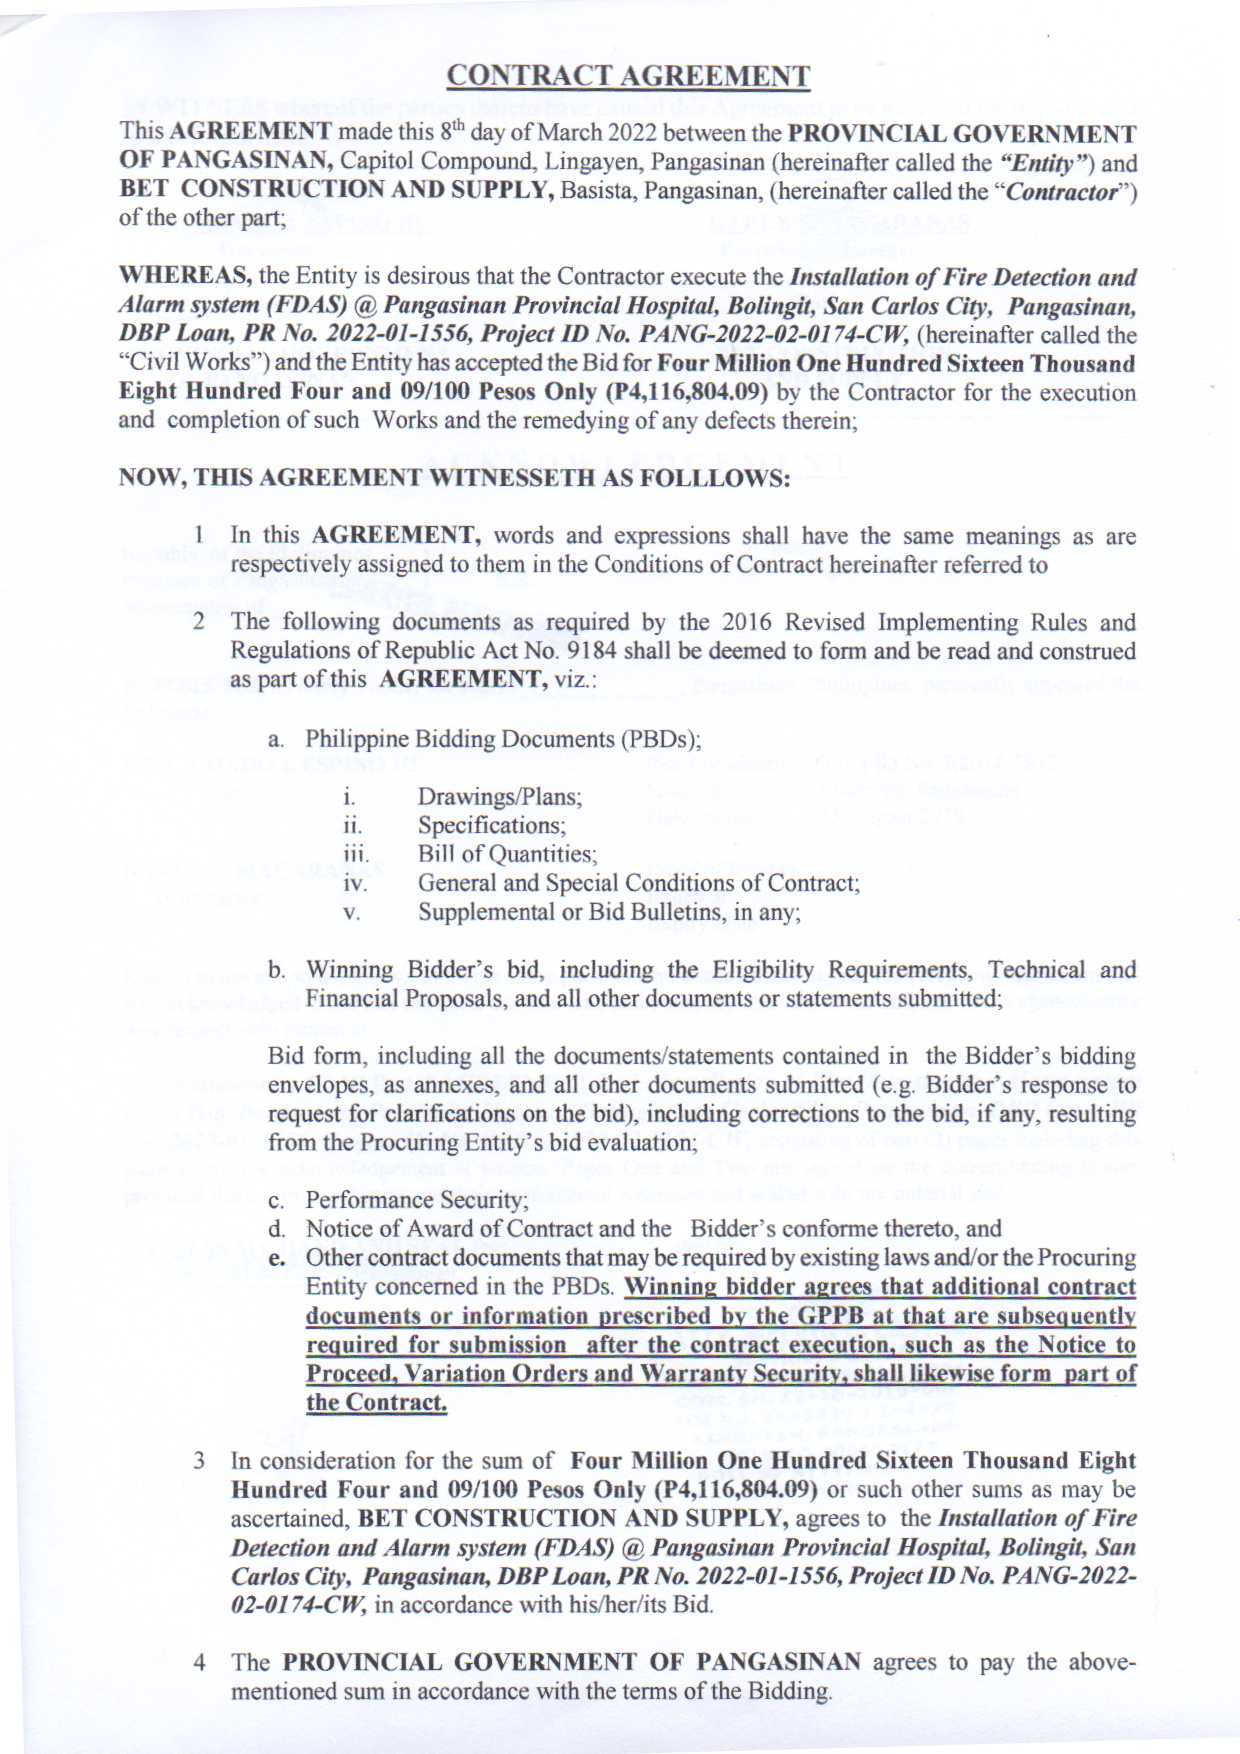 CONTRACT AGREEMENT
This AGREEMENT made this 8th day of March 2022 between the PROVINCIAL GOVERNMENT
OF PANGASINAN, Capitol Compound, Lingayen, Pangasinan (hereinafter called the "Entity") and
BET CONSTRUCTION AND SUPPLY, Basista, Pangasinan, (hereinafter called the "Contractor")
of the other part;
WHEREAS, the Entity is desirous that the Contractor execute the Installation of Fire Detection and
Alarm system (FDAS) @ Pangasinan Provincial Hospital, Bolingit, San Carlos City, Pangasinan,
DBP Loan, PR No. 2022-01-1556, Project ID No. PANG-2022-02-0174-CW, (hereinafter called the
"Civil Works") and the Entity has accepted the Bid for Four Million One Hundred Sixteen Thousand
Eight Hundred Four and 09/100 Pesos Only (P4,116,804.09) by the Contractor for the execution
and completion of such Works and the remedying of any defects therein;
NOW, THIS AGREEMENT WITNESSETH AS FOLLLOWS:
1 In this AGREEMENT, words and expressions shall have the same meanings as are
respectively assigned to them in the Conditions of Contract hereinafter referred to
2 The following documents as required by the 2016 Revised Implementing Rules and
Regulations of Republic Act No. 9184 shall be deemed to form and be read and construed
as part of this AGREEMENT, viz.:
a. Philippine Bidding Documents (PBDs);
i. Drawings/Plans;
ii. Specifications;
iii. Bill of Quantities;
iv. General and Special Conditions of Contract;
v. Supplemental or Bid Bulletins, in any;
b. Winning Bidder's bid, including the Eligibility Requirements, Technical and
Financial Proposals, and all other documents or statements submitted;
Bid form, including all the documents/statements contained in the Bidder's bidding
envelopes, as annexes, and all other documents submitted (e.g. Bidder's response to
request for clarifications on the bid), including corrections to the bid, if any, resulting
from the Procuring Entity's bid evaluation;
c. Performance Security;
d. Notice of Award of Contract and the Bidder's conforme thereto, and
e. Other contract documents that may be required by existing laws and/or the Procuring
Entity concerned in the PBDs. Winning bidder agrees that additional contract
documents or information prescribed by the GPPB at that are subsequently
required for submission after the contract execution, such as the Notice to
Proceed, Variation Orders and Warranty Security, shall likewise form part of
the Contract.
3 In consideration for the sum of Four Million One Hundred Sixteen Thousand Eight
Hundred Four and 09/100 Pesos Only (P4,116,804.09) or such other sums as may be
ascertained, BET CONSTRUCTION AND SUPPLY, agrees to the Installation of Fire
Detection and Alarm system (FDAS) @ Pangasinan Provincial Hospital, Bolingit, San
Carlos City, Pangasinan, DBP Loan, PR No. 2022-01-1556, Project ID No. PANG-2022-
02-0174-CW, in accordance with his/her/its Bid.
4 The PROVINCIAL GOVERNMENT OF PANGASINAN agrees to pay the above-
mentioned sum in accordance with the terms of the Bidding.